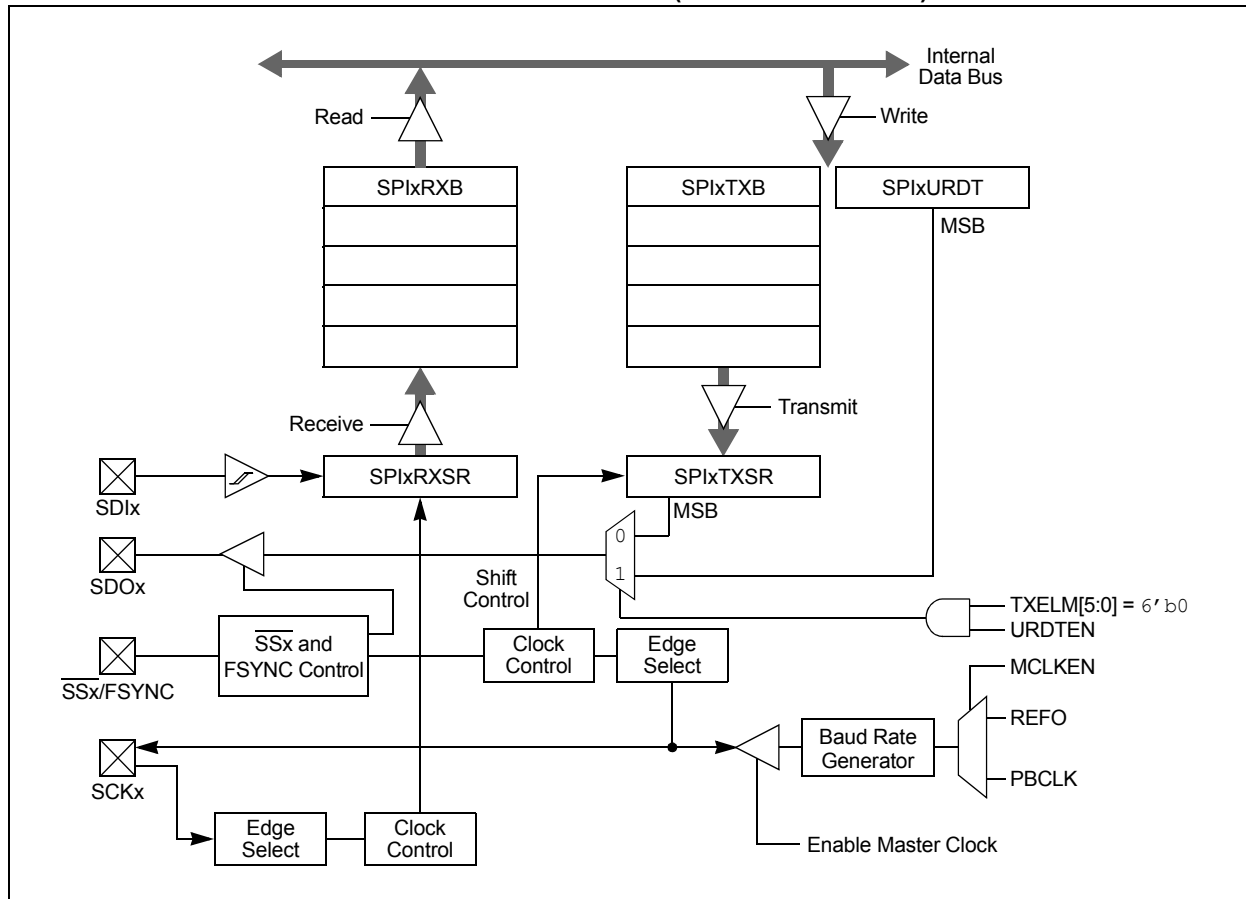 Internal
Data Bus
Read
Write
SPIxRXB
SPIxTXB
SPIxURDT
MSB
Receive
Transmit
SPIxRXSR
SPIxTXSR
SDIx
MSB
0
SDOx
1
Shift
Control
TXELM[5:0] = 6'b0
URDTEN
SSx and
FSYNC Control
Clock
Control
Edge
Select
SSx/FSYNC
MCLKEN
REFO
Baud Rate
Generator
PBCLK
SCKx
Edge
Select
Clock
Control
Enable Master Clock